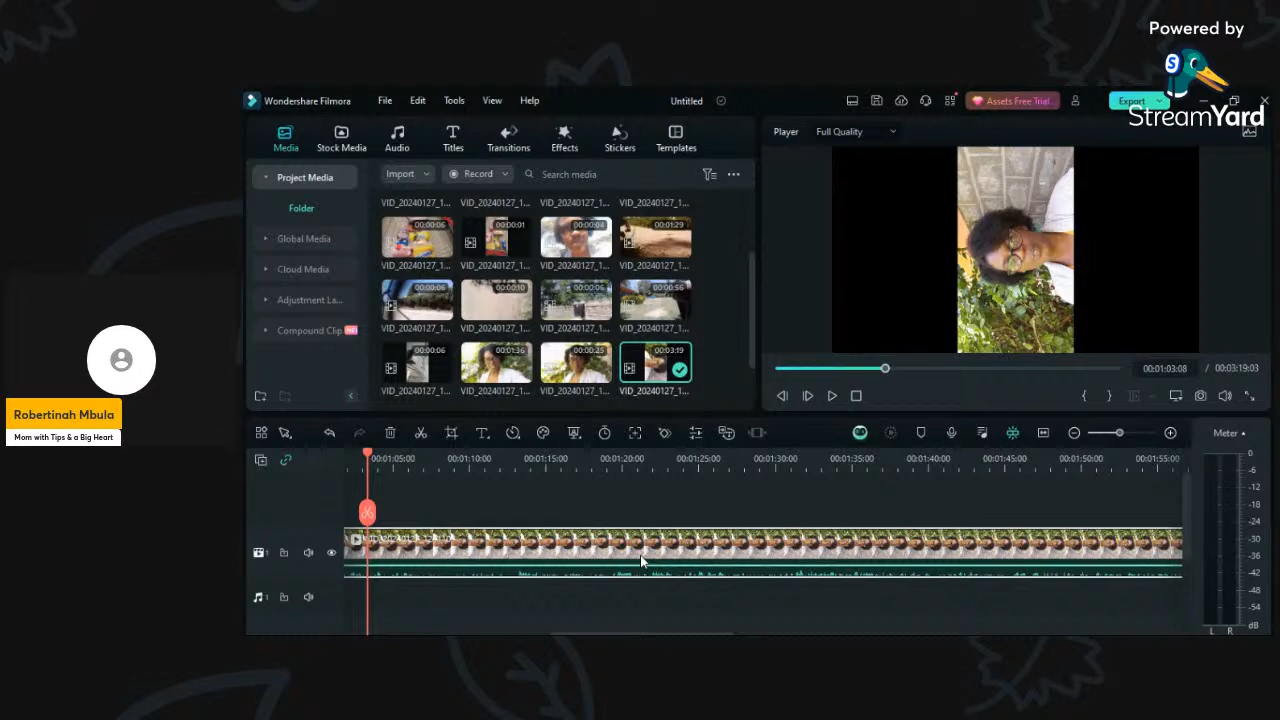 Powered by
StreamYard
Wondershare Filmora
File
Edit
Tools
View
Help
Untitled
Assets Free Trial
Export
Media
Stock Media
Audio
Titles
Transitions
Effects
Stickers
Templates
Player
Full Quality
Project Media
Import
Record
Search media
Folder
Global Media
Cloud Media
Adjustment La...
Compound Clip
VID_20240127_1...
VID_20240127_1...
VID_20240127_1...
VID_20240127_1...
00:00:06
00:00:01
00:00:04
00:01:29
VID_20240127_1...
VID_20240127_1...
VID_20240127_1...
VID_20240127_1...
00:00:06
00:00:10
00:00:06
00:00:56
VID_20240127_1...
VID_20240127_1...
VID_20240127_1...
VID_20240127_1...
00:00:06
00:01:36
00:00:25
00:03:19
VID_20240127_1...
VID_20240127_1...
VID_20240127_1...
VID_20240127_1...
00:01:03:08 / 00:03:19:03
Robertinah Mbula
Mom with Tips & a Big Heart
Meter
00:01:05:00
00:01:10:00
00:01:15:00
00:01:20:00
00:01:25:00
00:01:30:00
00:01:35:00
00:01:40:00
00:01:45:00
00:01:50:00
00:01:55:00
0
-6
-12
-18
-24
-30
-36
-42
-48
-54
dB
L R
1
1